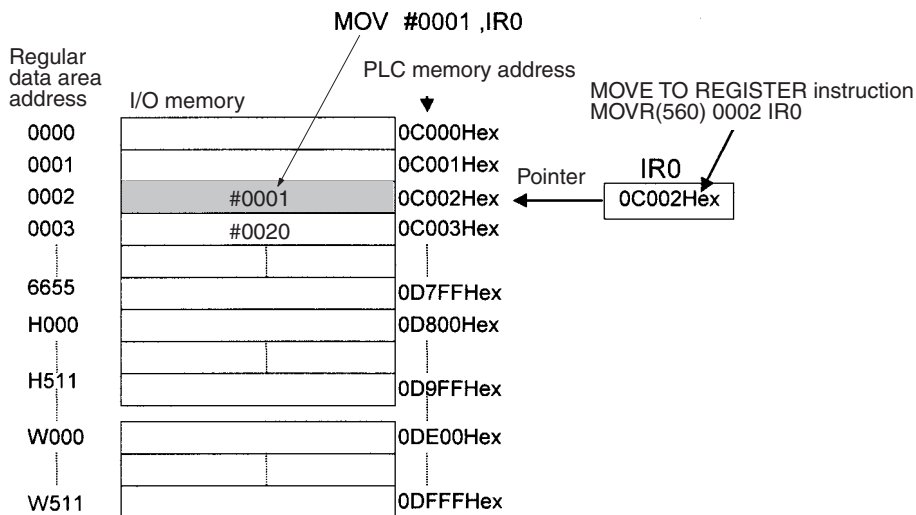 MOV #0001 ,IR0
Regular
data area
address
I/O memory
PLC memory address
MOVE TO REGISTER instruction
MOVR(560) 0002 IR0
0000
0C000Hex
0001
0C001Hex
IR0
0002
#0001
0C002Hex
Pointer
0C002Hex
0003
#0020
0C003Hex
6655
0D7FFHex
H000
0D800Hex
H511
0D9FFHex
W000
0DE00Hex
W511
0DFFFHex